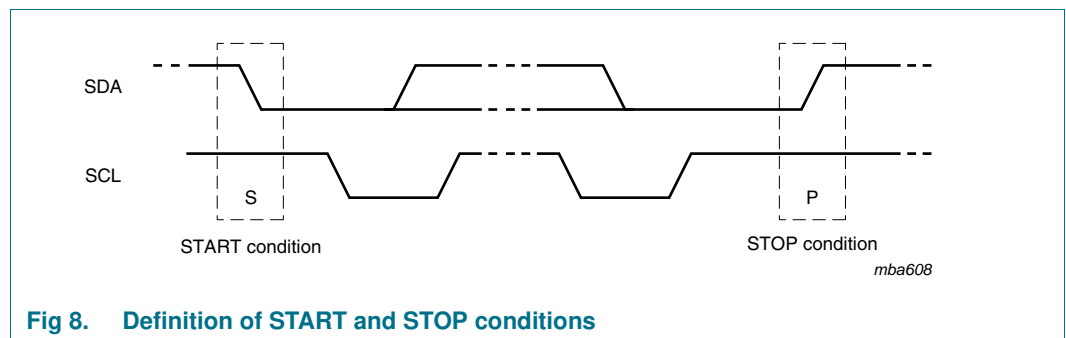 SDA
SCL
S
P
START condition
STOP condition
mba608
Fig 8. Definition of START and STOP conditions